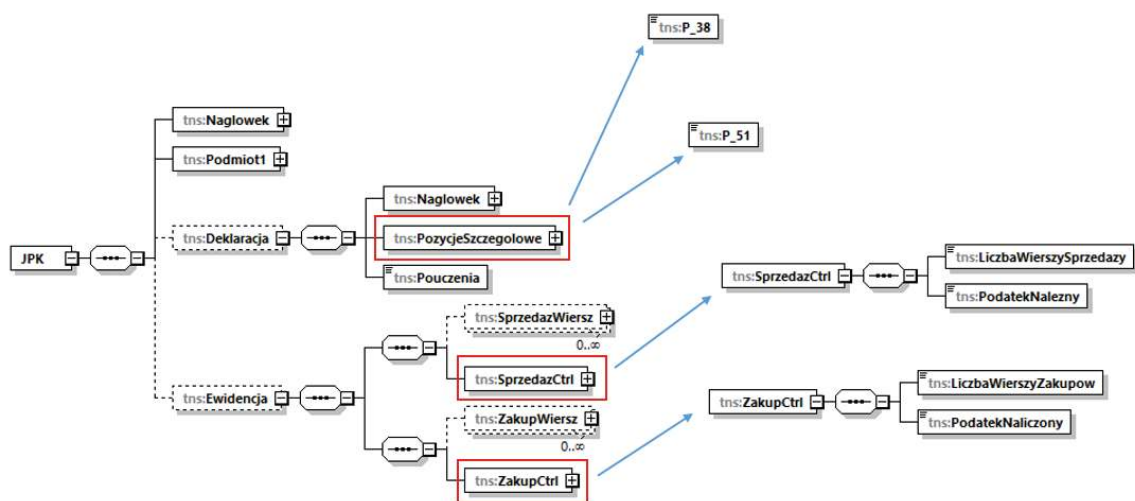 tns:P_38
tns:Naglowek
tns:P_51
tns:Podmiot1
tns:Naglowek
tns:Deklaracja
tns:PozycjeSzczegolowe
JPK
tns:LiczbaWierszySprzedazy
tns:Pouczenia
tns:SprzedazCtrl
tns:PodatekNalezny
tns:SprzedazWiersz
0..∞
tns:SprzedazCtrl
tns:LiczbaWierszyZakupow
tns:Ewidencja
tns:ZakupCtrl
tns:ZakupWiersz
tns:PodatekNaliczony
0..∞
tns:ZakupCtrl